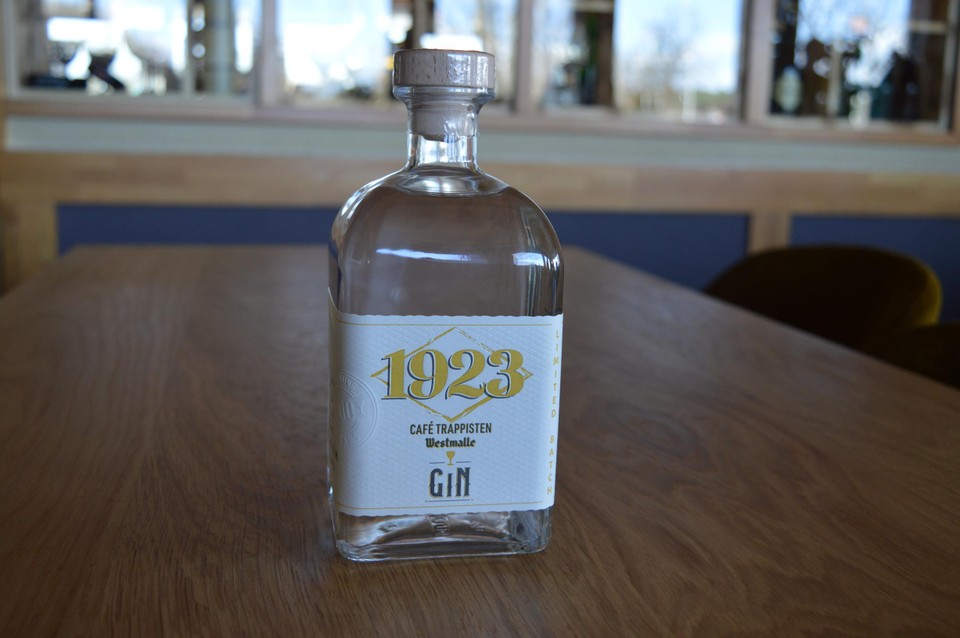 1923
CAFÉ TRAPPISTEN
Westmalle
GiN
LIMITED BATCH